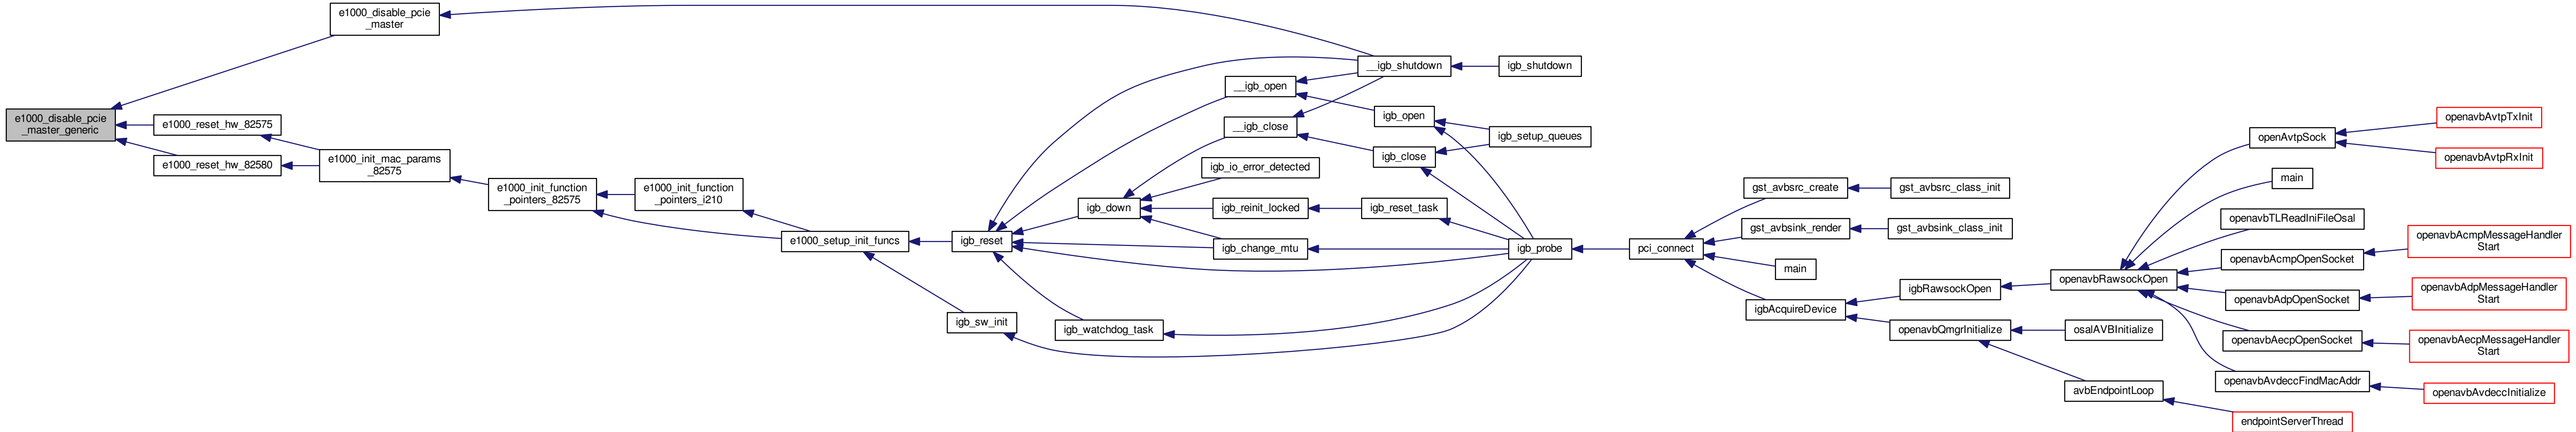 e1000_disable_pcie
_master_generic
e1000_disable_pcie
_master
e1000_reset_hw_82575
e1000_reset_hw_82580
e1000_init_mac_params
_82575
e1000_init_function
_pointers_82575
e1000_init_function
_pointers_i210
e1000_setup_init_funcs
igb_reset
igb_sw_init
__igb_shutdown
igb_shutdown
__igb_open
__igb_close
igb_open
igb_close
igb_setup_queues
igb_io_error_detected
igb_down
igb_reinit_locked
igb_reset_task
igb_change_mtu
igb_watchdog_task
igb_probe
pci_connect
gst_avbsrc_create
gst_avbsrc_class_init
gst_avbsink_render
gst_avbsink_class_init
main
igbAcquireDevice
igbRawsockOpen
openavbQmgrInitialize
osalAVBInitialize
avbEndpointLoop
endpointServerThread
openavbRawsockOpen
openAvtpSock
openavbAvtpTxInit
openavbAvtpRxInit
main
openavbTLReadIniFileOsal
openavbAcmpOpenSocket
openavbAcmpMessageHandler
Start
openavbAdpOpenSocket
openavbAdpMessageHandler
Start
openavbAecpOpenSocket
openavbAecpMessageHandler
Start
openavbAvdeccFindMacAddr
openavbAvdeccInitialize